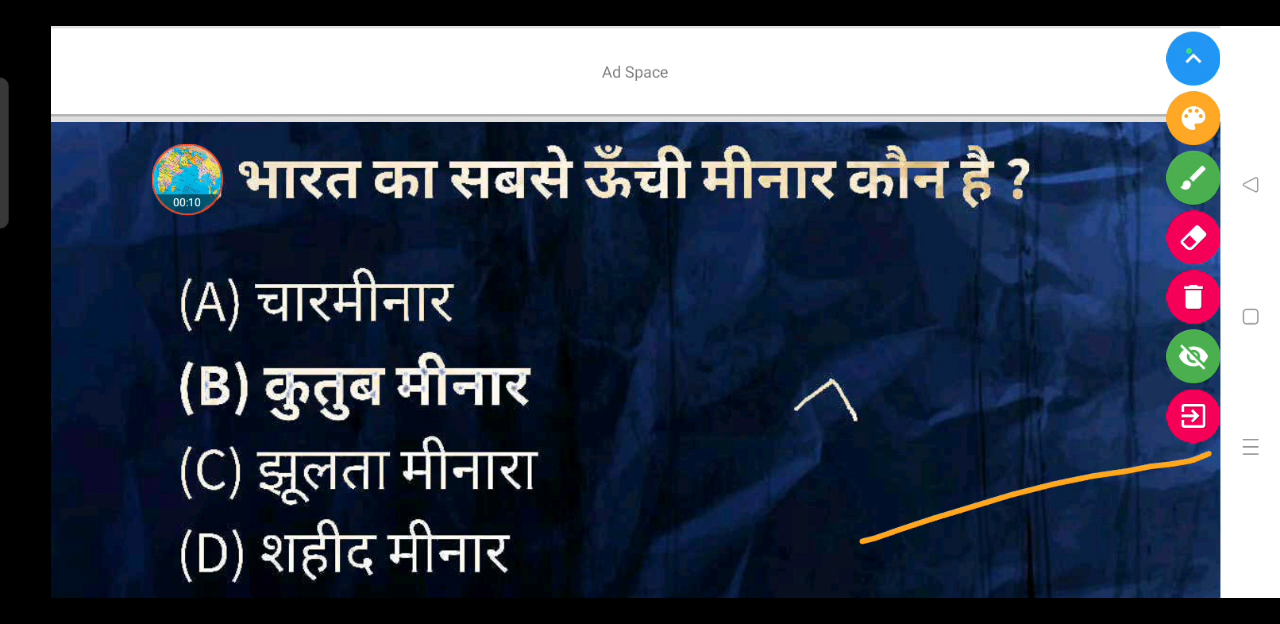 Ad Space
00:10
भारत का सबसे ऊँची मीनार कौन है ?
(A) चारमीनार
(B) कुतुब मीनार
(C) झूलता मीनारा
(D) शहीद मीनार